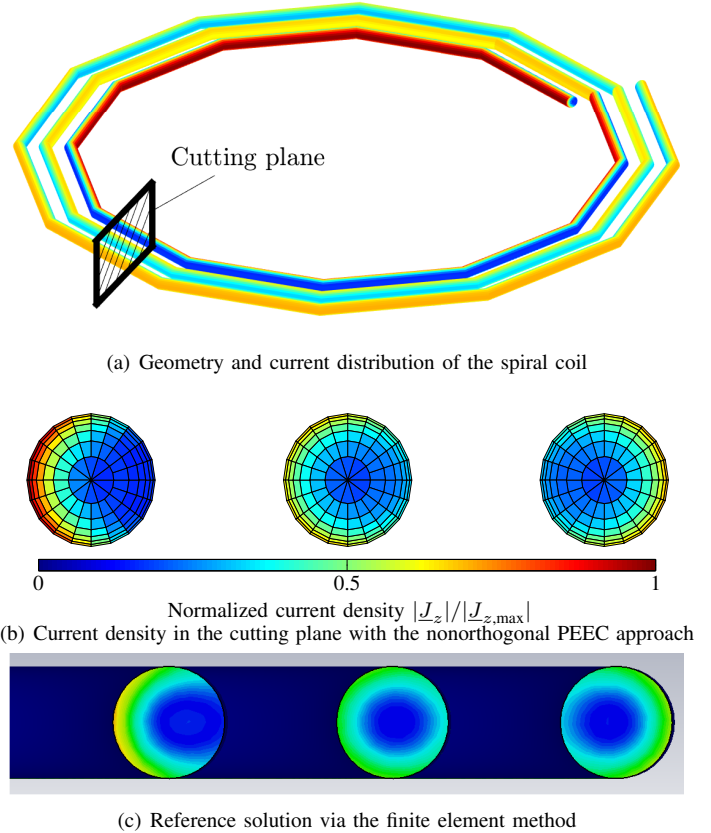 Cutting plane
(a) Geometry and current distribution of the spiral coil
0 0.5 1
Normalized current density |J_z|/|J_z,max|
(b) Current density in the cutting plane with the nonorthogonal PEEC approach
(c) Reference solution via the finite element method